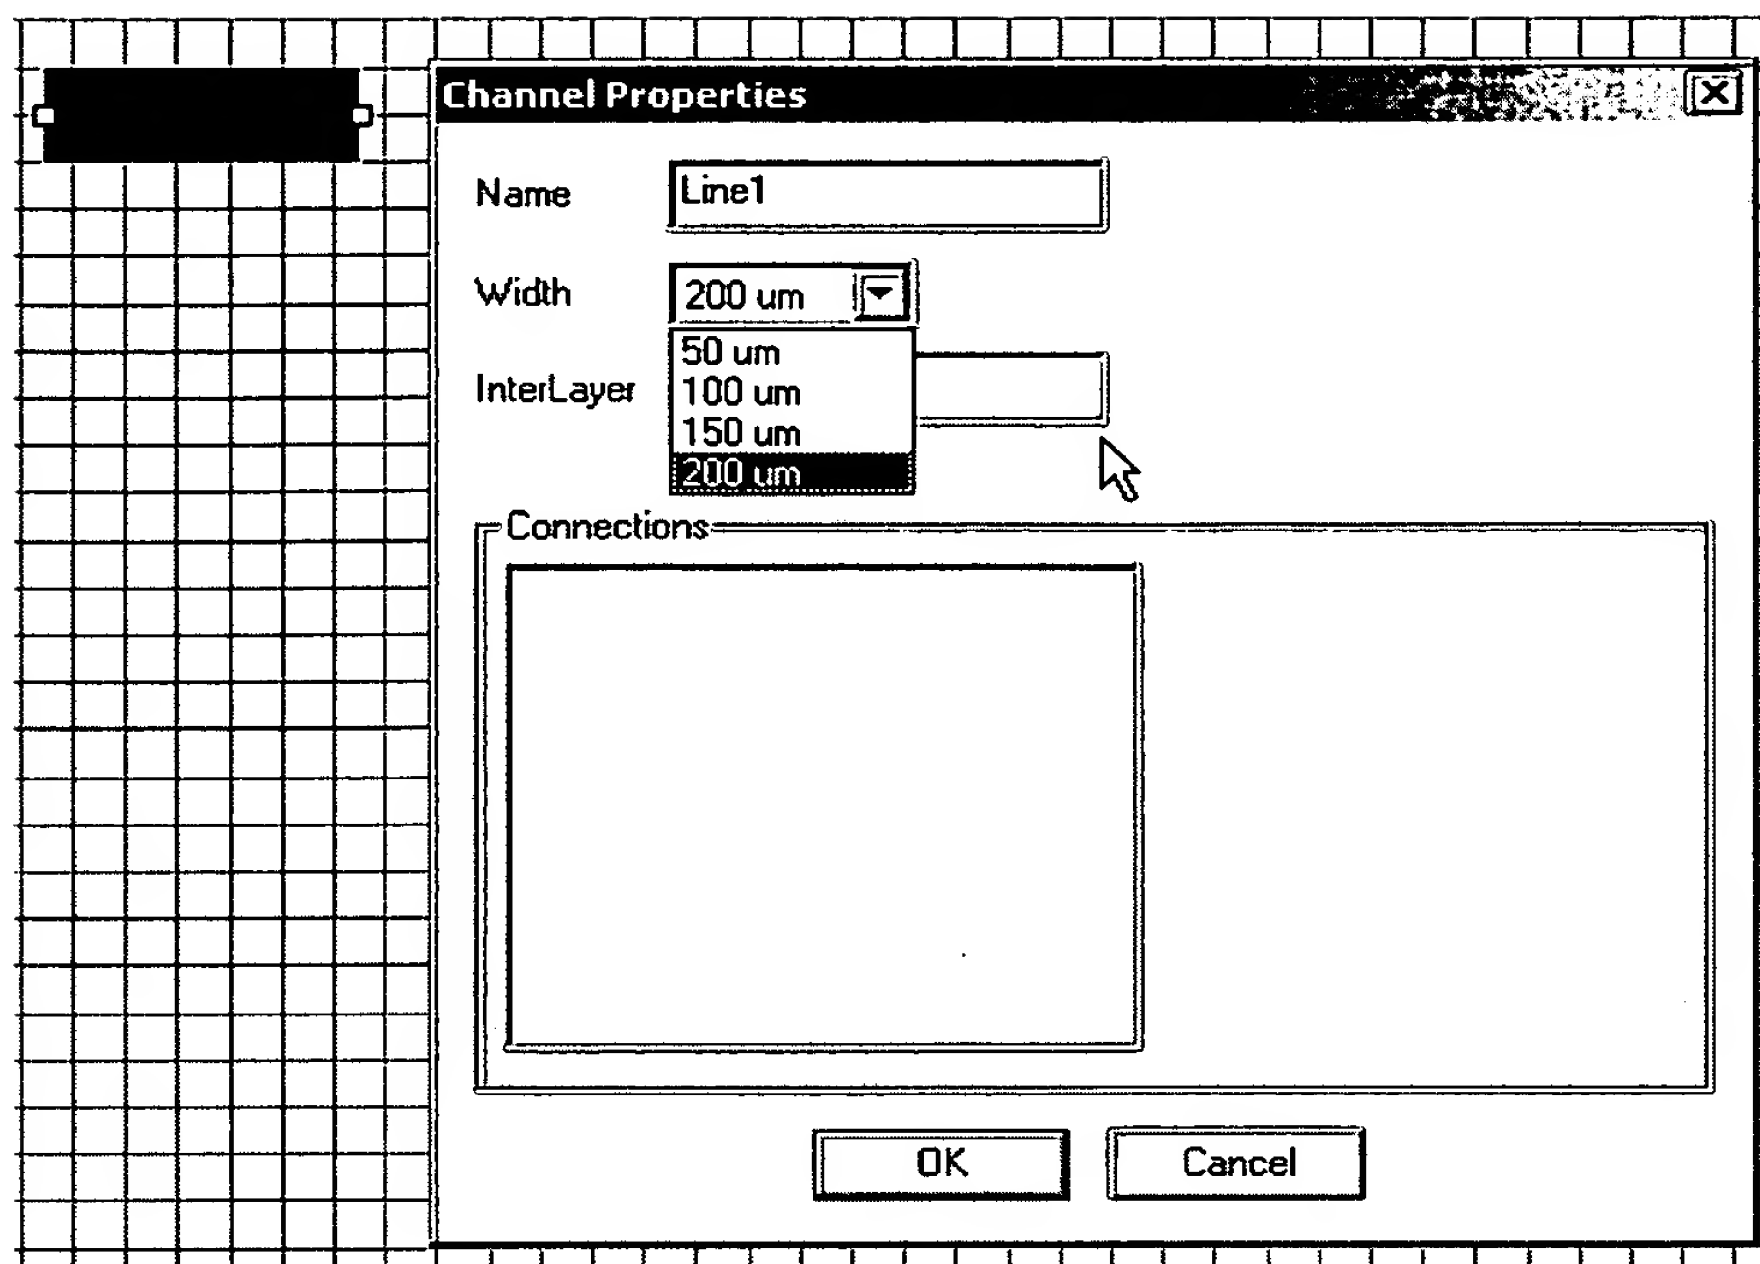 Channel Properties
Name Line1
Width 200 um
50 um
InterLayer 100 um
150 um
200 um
Connections
OK Cancel